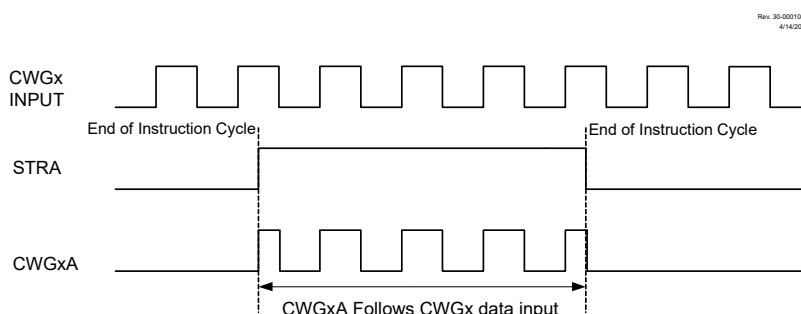 Rev. 30-00010
4/14/20
CWGx
INPUT
End of Instruction Cycle
End of Instruction Cycle
STRA
CWGxA
CWGxA Follows CWGx data input